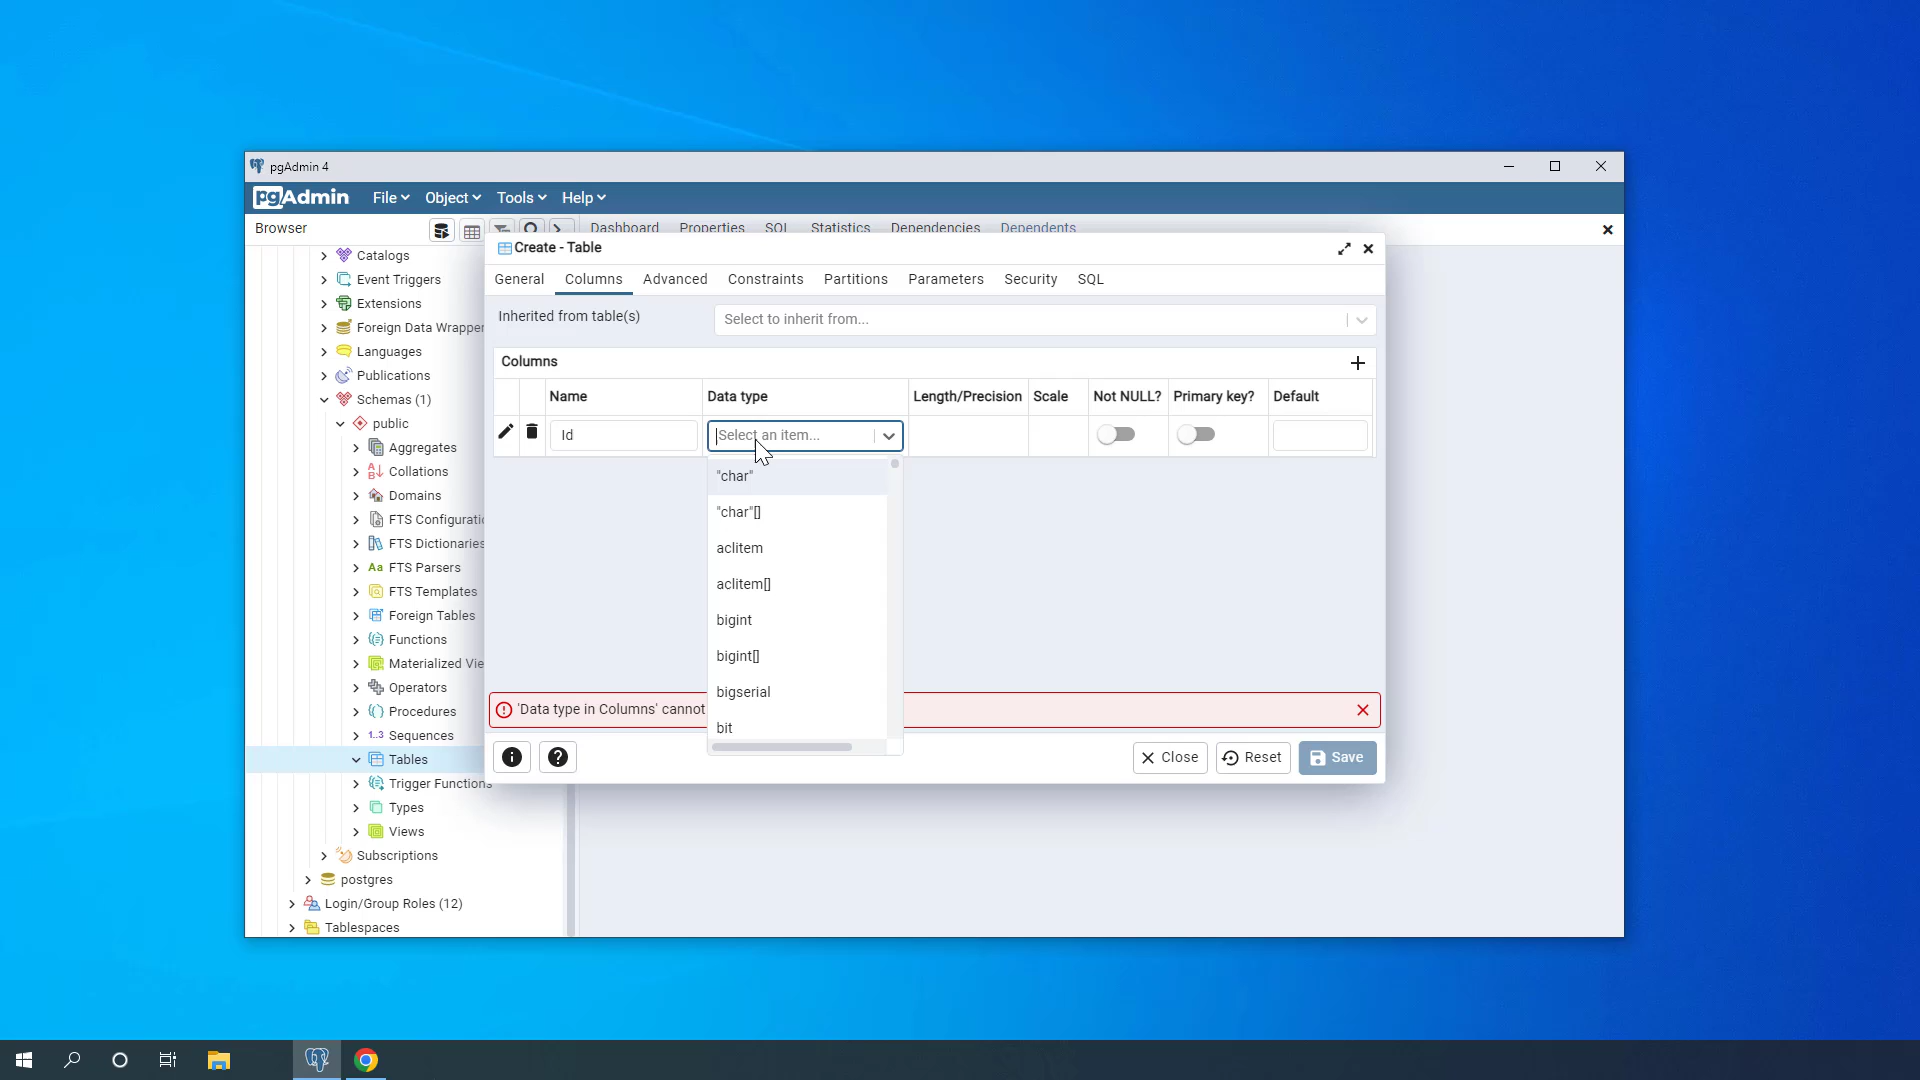 pgAdmin 4
pgAdmin
File
Object
Tools
Help
Browser
Dashboard
Properties
SQL
Statistics
Dependencies
Dependents
Catalogs
Event Triggers
Extensions
Foreign Data Wrapper
Languages
Publications
Schemas (1)
public
Aggregates
Collations
Domains
FTS Configurati
FTS Dictionaries
Aa FTS Parsers
FTS Templates
Foreign Tables
Functions
Materialized Vie
Operators
Procedures
1..3 Sequences
Tables
Trigger Functions
Types
Views
Subscriptions
postgres
Login/Group Roles (12)
Tablespaces
Create - Table
General
Columns
Advanced
Constraints
Partitions
Parameters
Security
SQL
Inherited from table(s)
Select to inherit from...
Columns
Name
Data type
Length/Precision
Scale
Not NULL?
Primary key?
Default
Id
Select an item...
"char"
"char"[]
aclitem
aclitem[]
bigint
bigint[]
bigserial
bit
'Data type in Columns' cannot
Close
Reset
Save